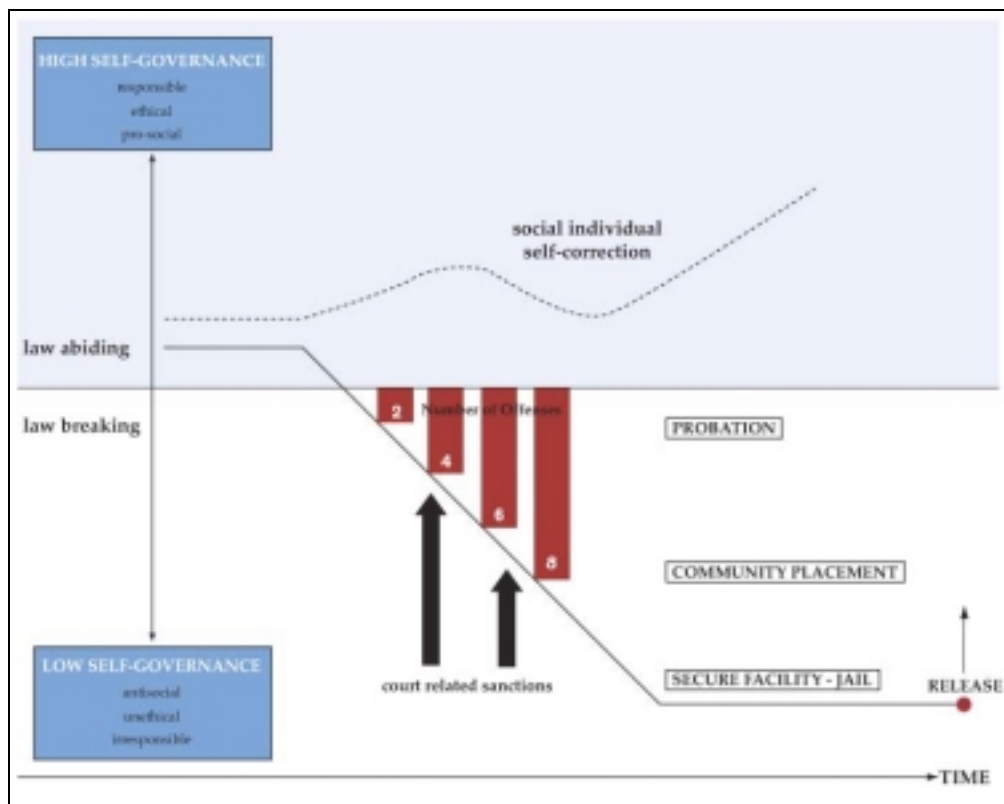 HIGH SELF-GOVERNANCE
responsible
ethical
pro-social
social individual
self-correction
law abiding
law breaking
2
Number of Offenses
4
6
8
PROBATION
COMMUNITY PLACEMENT
SECURE FACILITY - JAIL
RELEASE
court related sanctions
LOW SELF-GOVERNANCE
antisocial
unethical
irresponsible
TIME